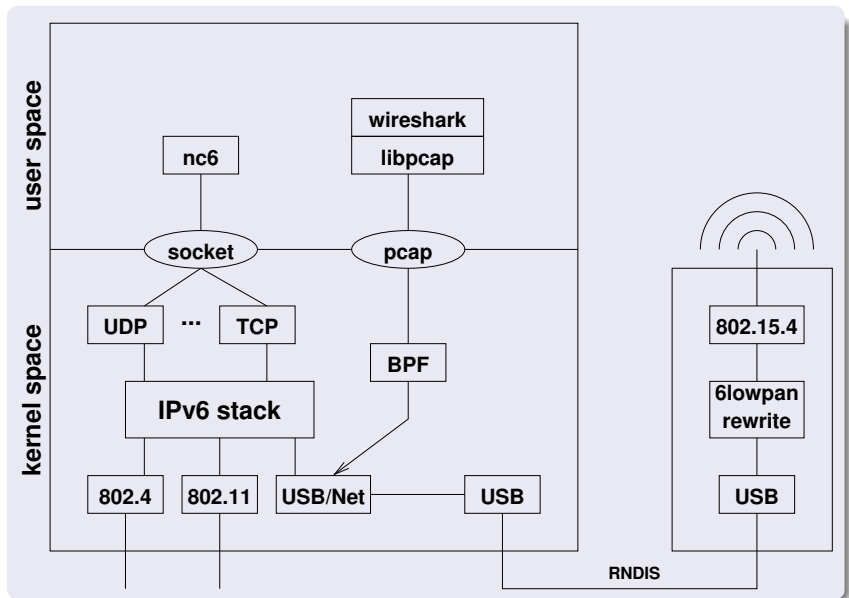 user space
wireshark
nc6
libpcap
socket
pcap
kernel space
UDP
...
TCP
BPF
IPv6 stack
802.4
802.11
USB/Net
USB
802.15.4
6lowpan
rewrite
USB
RNDIS